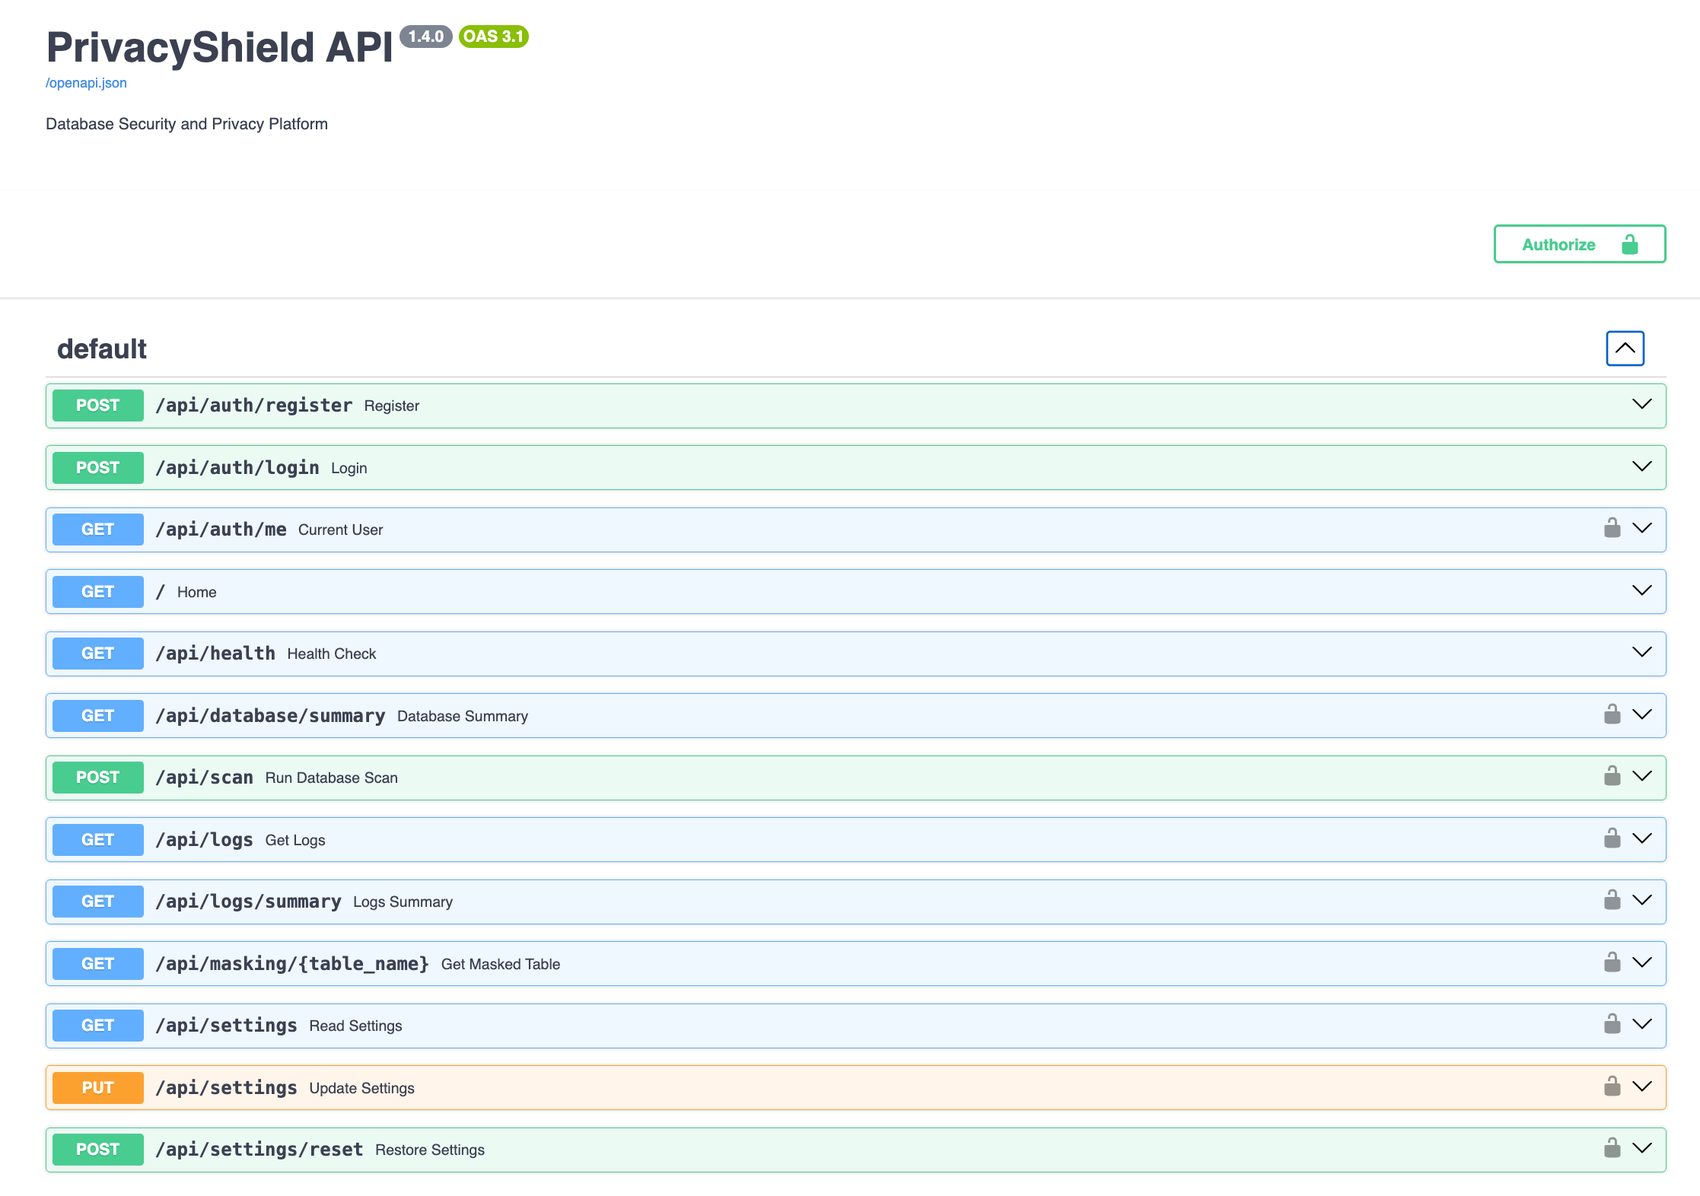 PrivacyShield API 1.4.0 OAS 3.1
/openapi.json
Database Security and Privacy Platform
Authorize
default
POST /api/auth/register Register
POST /api/auth/login Login
GET /api/auth/me Current User
GET / Home
GET /api/health Health Check
GET /api/database/summary Database Summary
POST /api/scan Run Database Scan
GET /api/logs Get Logs
GET /api/logs/summary Logs Summary
GET /api/masking/{table_name} Get Masked Table
GET /api/settings Read Settings
PUT /api/settings Update Settings
POST /api/settings/reset Restore Settings